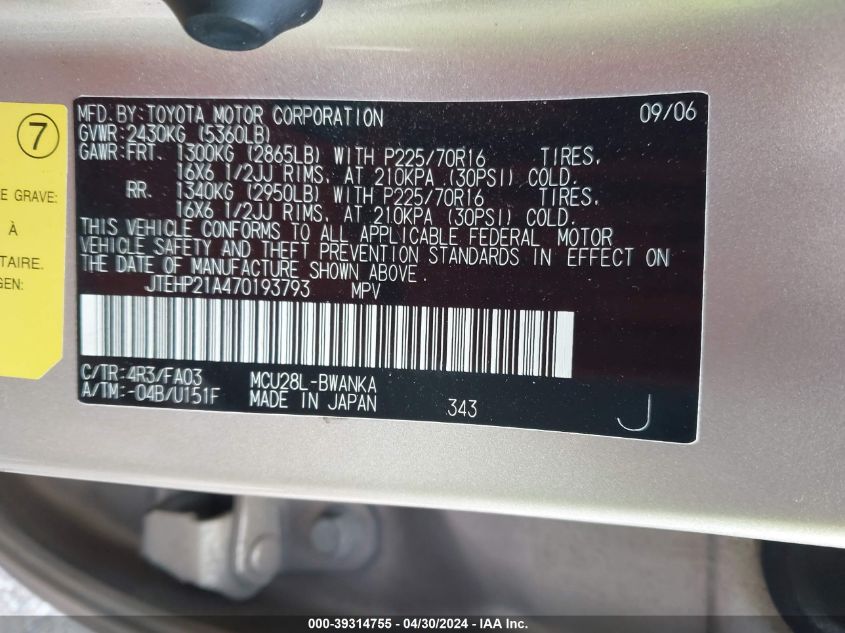 7
E GRAVE:
À
TAIRE.
GEN:
MFD. BY: TOYOTA MOTOR CORPORATION 09/06
GVWR: 2430KG (5360LB)
GAWR: FRT. 1300KG (2865LB) WITH P225/70R16 TIRES,
16X6 1/2JJ RIMS, AT 210KPA (30PSI) COLD.
RR. 1340KG (2950LB) WITH P225/70R16 TIRES,
16X6 1/2JJ RIMS, AT 210KPA (30PSI) COLD.
THIS VEHICLE CONFORMS TO ALL APPLICABLE FEDERAL MOTOR
VEHICLE SAFETY AND THEFT PREVENTION STANDARDS IN EFFECT ON
THE DATE OF MANUFACTURE SHOWN ABOVE.
JTEHP21A470193793 MPV
C/TR: 4R3/FA03 MCU28L-BWANKA
A/TM: -04B/U151F MADE IN JAPAN 343 J
000-39314755 - 04/30/2024 - IAA Inc.